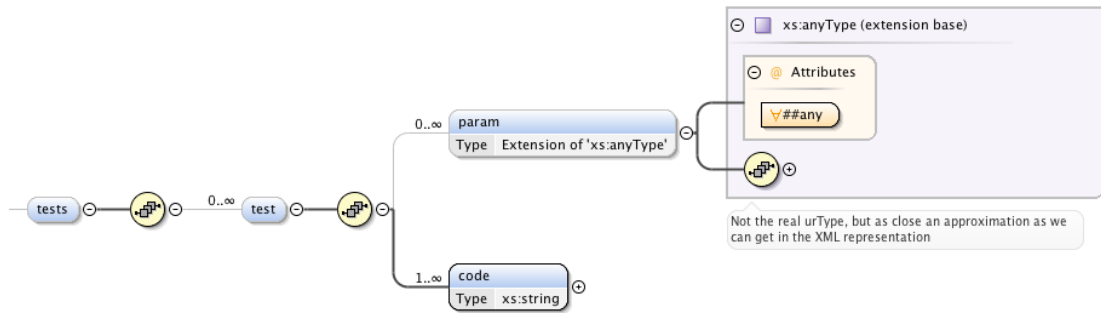 xs:anyType (extension base)
@ Attributes
∀##any
0..∞
param
Type Extension of 'xs:anyType'
tests
0..∞
test
Not the real urType, but as close an approximation as we
can get in the XML representation
1..∞
code
Type xs:string